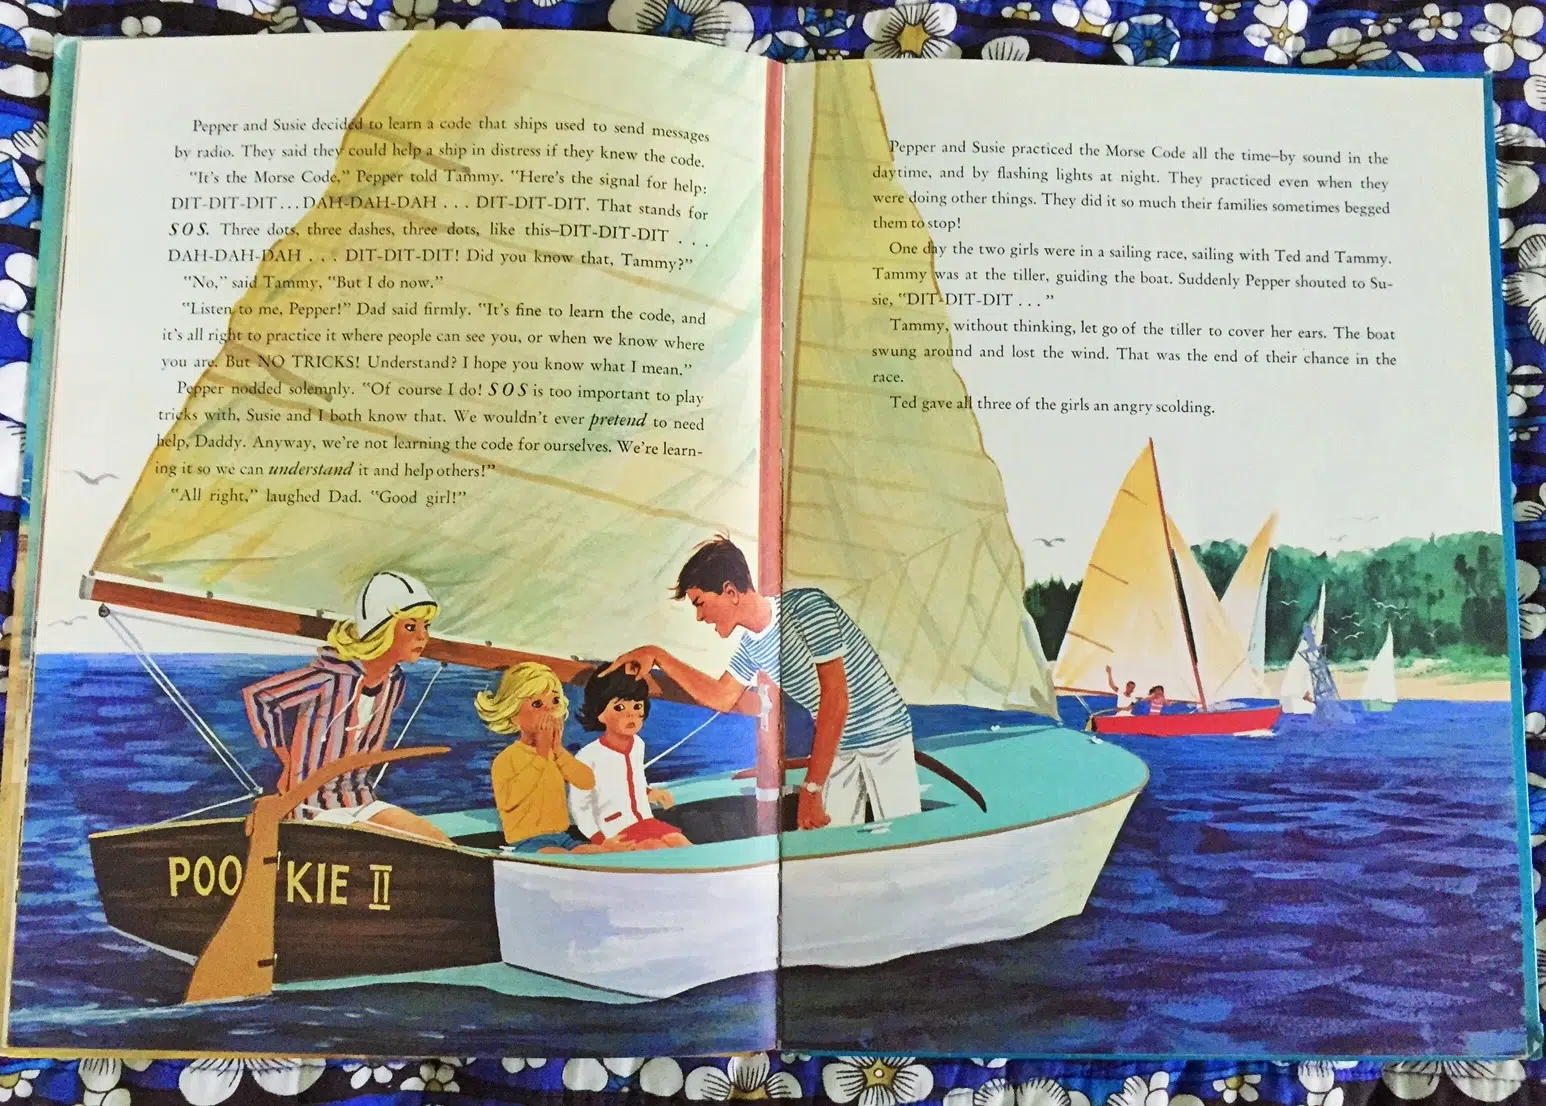 Pepper and Susie decided to learn a code that ships used to send messages
by radio. They said they could help a ship in distress if they knew the code.
"It's the Morse Code," Pepper told Tammy. "Here's the signal for help:
DIT-DIT-DIT . . . DAH-DAH-DAH . . . DIT-DIT-DIT. That stands for
SOS. Three dots, three dashes, three dots, like this—DIT-DIT-DIT . . .
DAH-DAH-DAH . . . DIT-DIT-DIT! Did you know that, Tammy?"
"No," said Tammy, "But I do now."
"Listen to me, Pepper!" Dad said firmly. "It's fine to learn the code, and
it's all right to practice it where people can see you, or when we know where
you are. But NO TRICKS! Understand? I hope you know what I mean."
Pepper nodded solemnly. "Of course I do! SOS is too important to play
tricks with, Susie and I both know that. We wouldn't ever pretend to need
help, Daddy. Anyway, we're not learning the code for ourselves. We're learn-
ing it so we can understand it and help others!"
"All right," laughed Dad. "Good girl!"
POO KIE II
Pepper and Susie practiced the Morse Code all the time—by sound in the
daytime, and by flashing lights at night. They practiced even when they
were doing other things. They did it so much their families sometimes begged
them to stop!
One day the two girls were in a sailing race, sailing with Ted and Tammy.
Tammy was at the tiller, guiding the boat. Suddenly Pepper shouted to Su-
sie, "DIT-DIT-DIT . . . "
Tammy, without thinking, let go of the tiller to cover her ears. The boat
swung around and lost the wind. That was the end of their chance in the
race.
Ted gave all three of the girls an angry scolding.